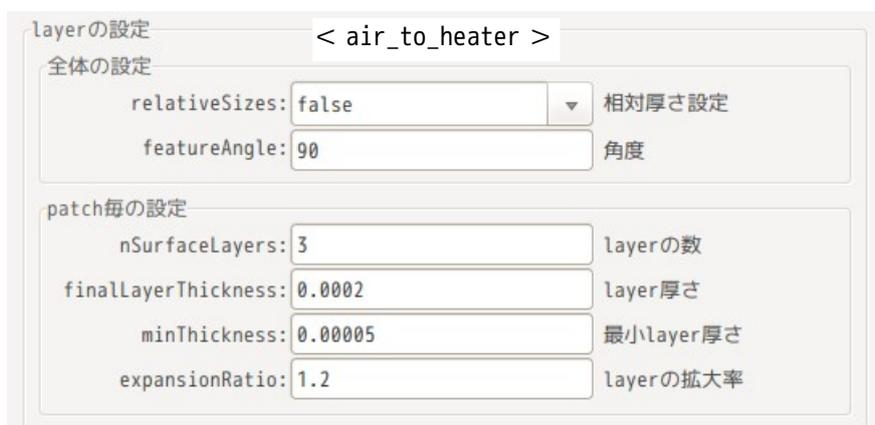 layerの設定
< air_to_heater >
全体の設定
relativeSizes: false 相対厚さ設定
featureAngle: 90 角度
patch毎の設定
nSurfaceLayers: 3 layerの数
finalLayerThickness: 0.0002 layer厚さ
minThickness: 0.00005 最小layer厚さ
expansionRatio: 1.2 layerの拡大率